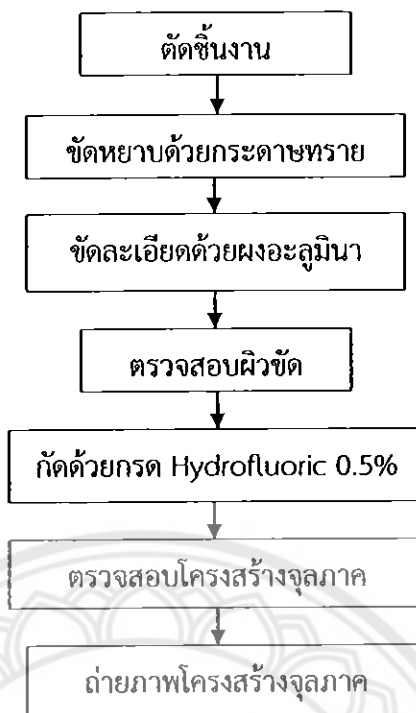 ตัดชิ้นงาน
ขัดหยาบด้วยกระดาษทราย
ขัดละเอียดด้วยผงอะลูมินา
ตรวจสอบผิวขัด
กัดด้วยกรด Hydrofluoric 0.5%
ตรวจสอบโครงสร้างจุลภาค
ถ่ายภาพโครงสร้างจุลภาค